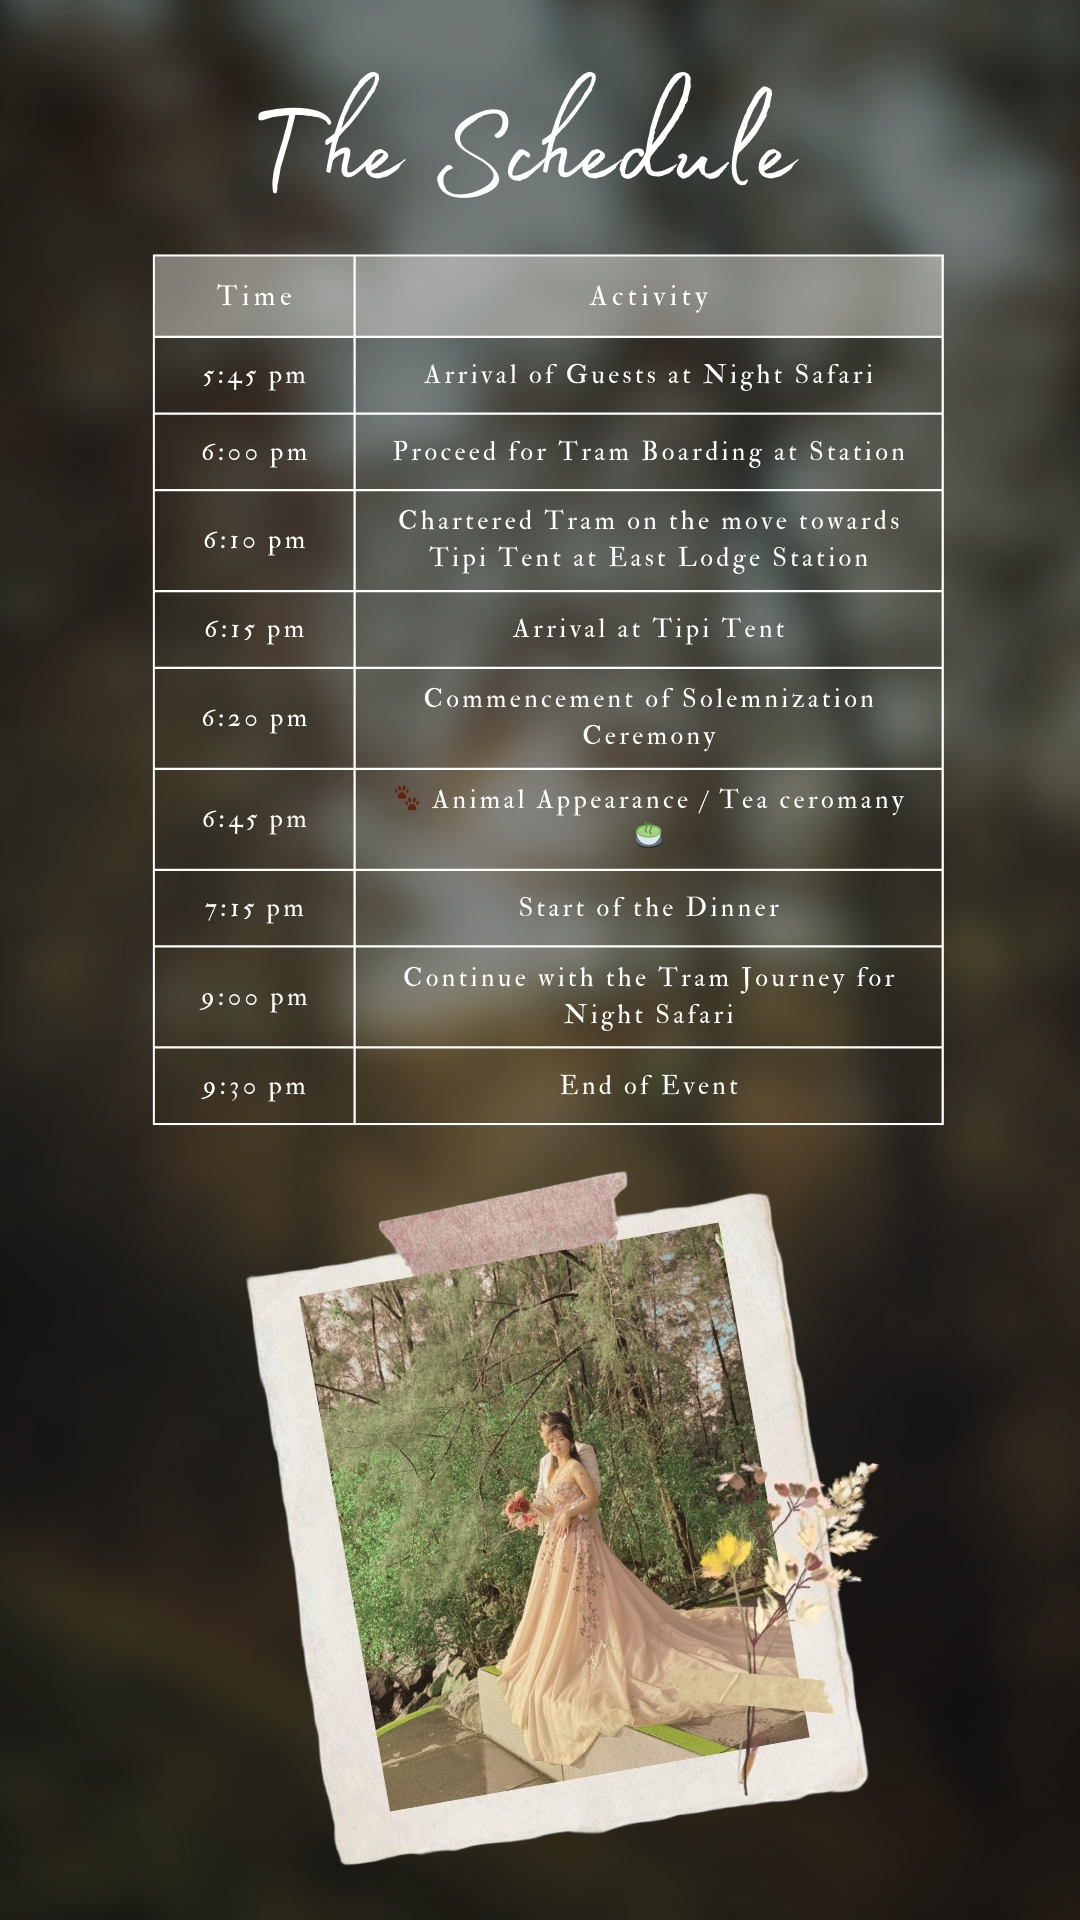 The Schedule
Time
Activity
5:45 pm
Arrival of Guests at Night Safari
6:00 pm
Proceed for Tram Boarding at Station
6:10 pm
Chartered Tram on the move towards
Tipi Tent at East Lodge Station
6:15 pm
Arrival at Tipi Tent
6:20 pm
Commencement of Solemnization
Ceremony
6:45 pm
🐾 Animal Appearance / Tea ceromany
🍵
7:15 pm
Start of the Dinner
9:00 pm
Continue with the Tram Journey for
Night Safari
9:30 pm
End of Event